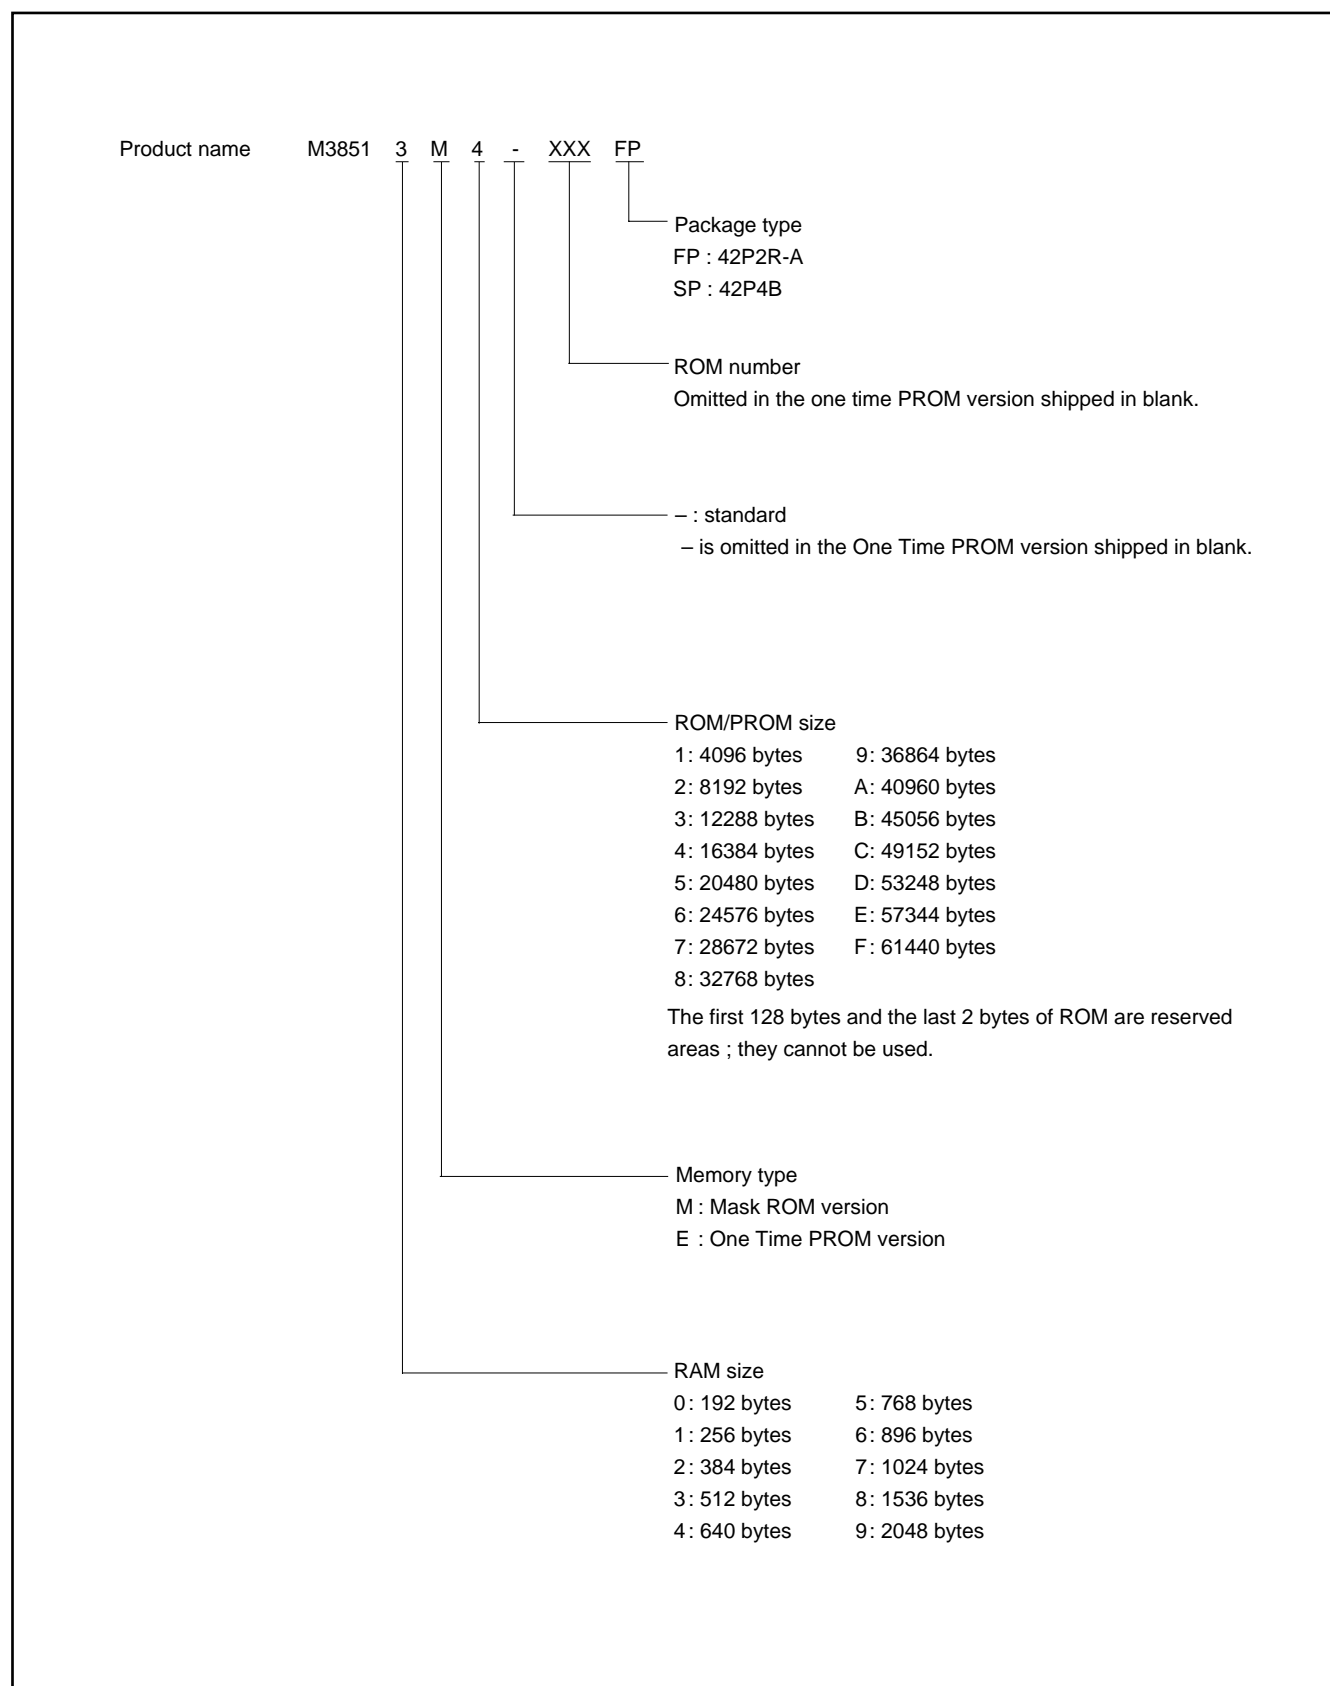 Product name M3851 3 M 4 - XXX FP
Package type
FP : 42P2R-A
SP : 42P4B
ROM number
Omitted in the one time PROM version shipped in blank.
– : standard
– is omitted in the One Time PROM version shipped in blank.
ROM/PROM size
1: 4096 bytes 9: 36864 bytes
2: 8192 bytes A: 40960 bytes
3: 12288 bytes B: 45056 bytes
4: 16384 bytes C: 49152 bytes
5: 20480 bytes D: 53248 bytes
6: 24576 bytes E: 57344 bytes
7: 28672 bytes F: 61440 bytes
8: 32768 bytes
The first 128 bytes and the last 2 bytes of ROM are reserved
areas ; they cannot be used.
Memory type
M : Mask ROM version
E : One Time PROM version
RAM size
0: 192 bytes 5: 768 bytes
1: 256 bytes 6: 896 bytes
2: 384 bytes 7: 1024 bytes
3: 512 bytes 8: 1536 bytes
4: 640 bytes 9: 2048 bytes